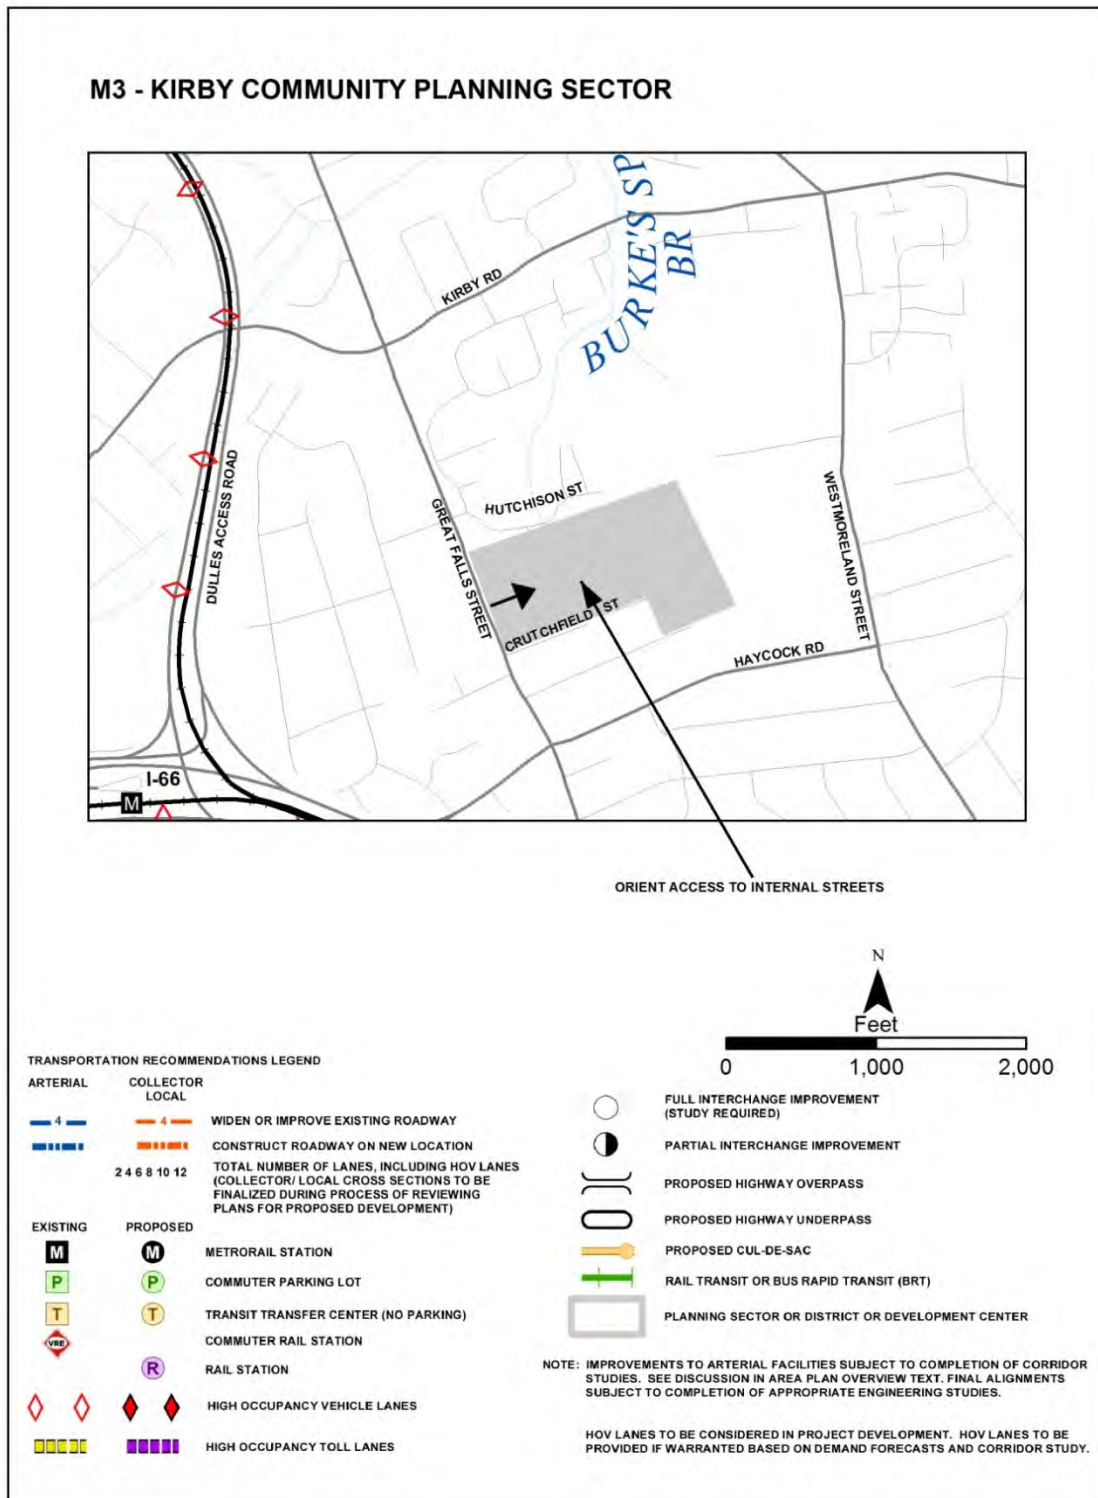 M3 - KIRBY COMMUNITY PLANNING SECTOR
BURKE'S SP
BR
KIRBY RD
DULLES ACCESS ROAD
GREAT FALLS STREET
HUTCHISON ST
CRUTCHFIELD ST
WESTMORELAND STREET
HAYCOCK RD
I-66
M
ORIENT ACCESS TO INTERNAL STREETS
N
Feet
0 1,000 2,000
TRANSPORTATION RECOMMENDATIONS LEGEND
ARTERIAL COLLECTOR
LOCAL
4 4 WIDEN OR IMPROVE EXISTING ROADWAY
CONSTRUCT ROADWAY ON NEW LOCATION
2 4 6 8 10 12 TOTAL NUMBER OF LANES, INCLUDING HOV LANES
(COLLECTOR/ LOCAL CROSS SECTIONS TO BE
FINALIZED DURING PROCESS OF REVIEWING
PLANS FOR PROPOSED DEVELOPMENT)
EXISTING PROPOSED
M M METRORAIL STATION
P P COMMUTER PARKING LOT
T T TRANSIT TRANSFER CENTER (NO PARKING)
VRE COMMUTER RAIL STATION
R RAIL STATION
HIGH OCCUPANCY VEHICLE LANES
HIGH OCCUPANCY TOLL LANES
FULL INTERCHANGE IMPROVEMENT
(STUDY REQUIRED)
PARTIAL INTERCHANGE IMPROVEMENT
PROPOSED HIGHWAY OVERPASS
PROPOSED HIGHWAY UNDERPASS
PROPOSED CUL-DE-SAC
RAIL TRANSIT OR BUS RAPID TRANSIT (BRT)
PLANNING SECTOR OR DISTRICT OR DEVELOPMENT CENTER
NOTE: IMPROVEMENTS TO ARTERIAL FACILITIES SUBJECT TO COMPLETION OF CORRIDOR
STUDIES. SEE DISCUSSION IN AREA PLAN OVERVIEW TEXT. FINAL ALIGNMENTS
SUBJECT TO COMPLETION OF APPROPRIATE ENGINEERING STUDIES.
HOV LANES TO BE CONSIDERED IN PROJECT DEVELOPMENT. HOV LANES TO BE
PROVIDED IF WARRANTED BASED ON DEMAND FORECASTS AND CORRIDOR STUDY.